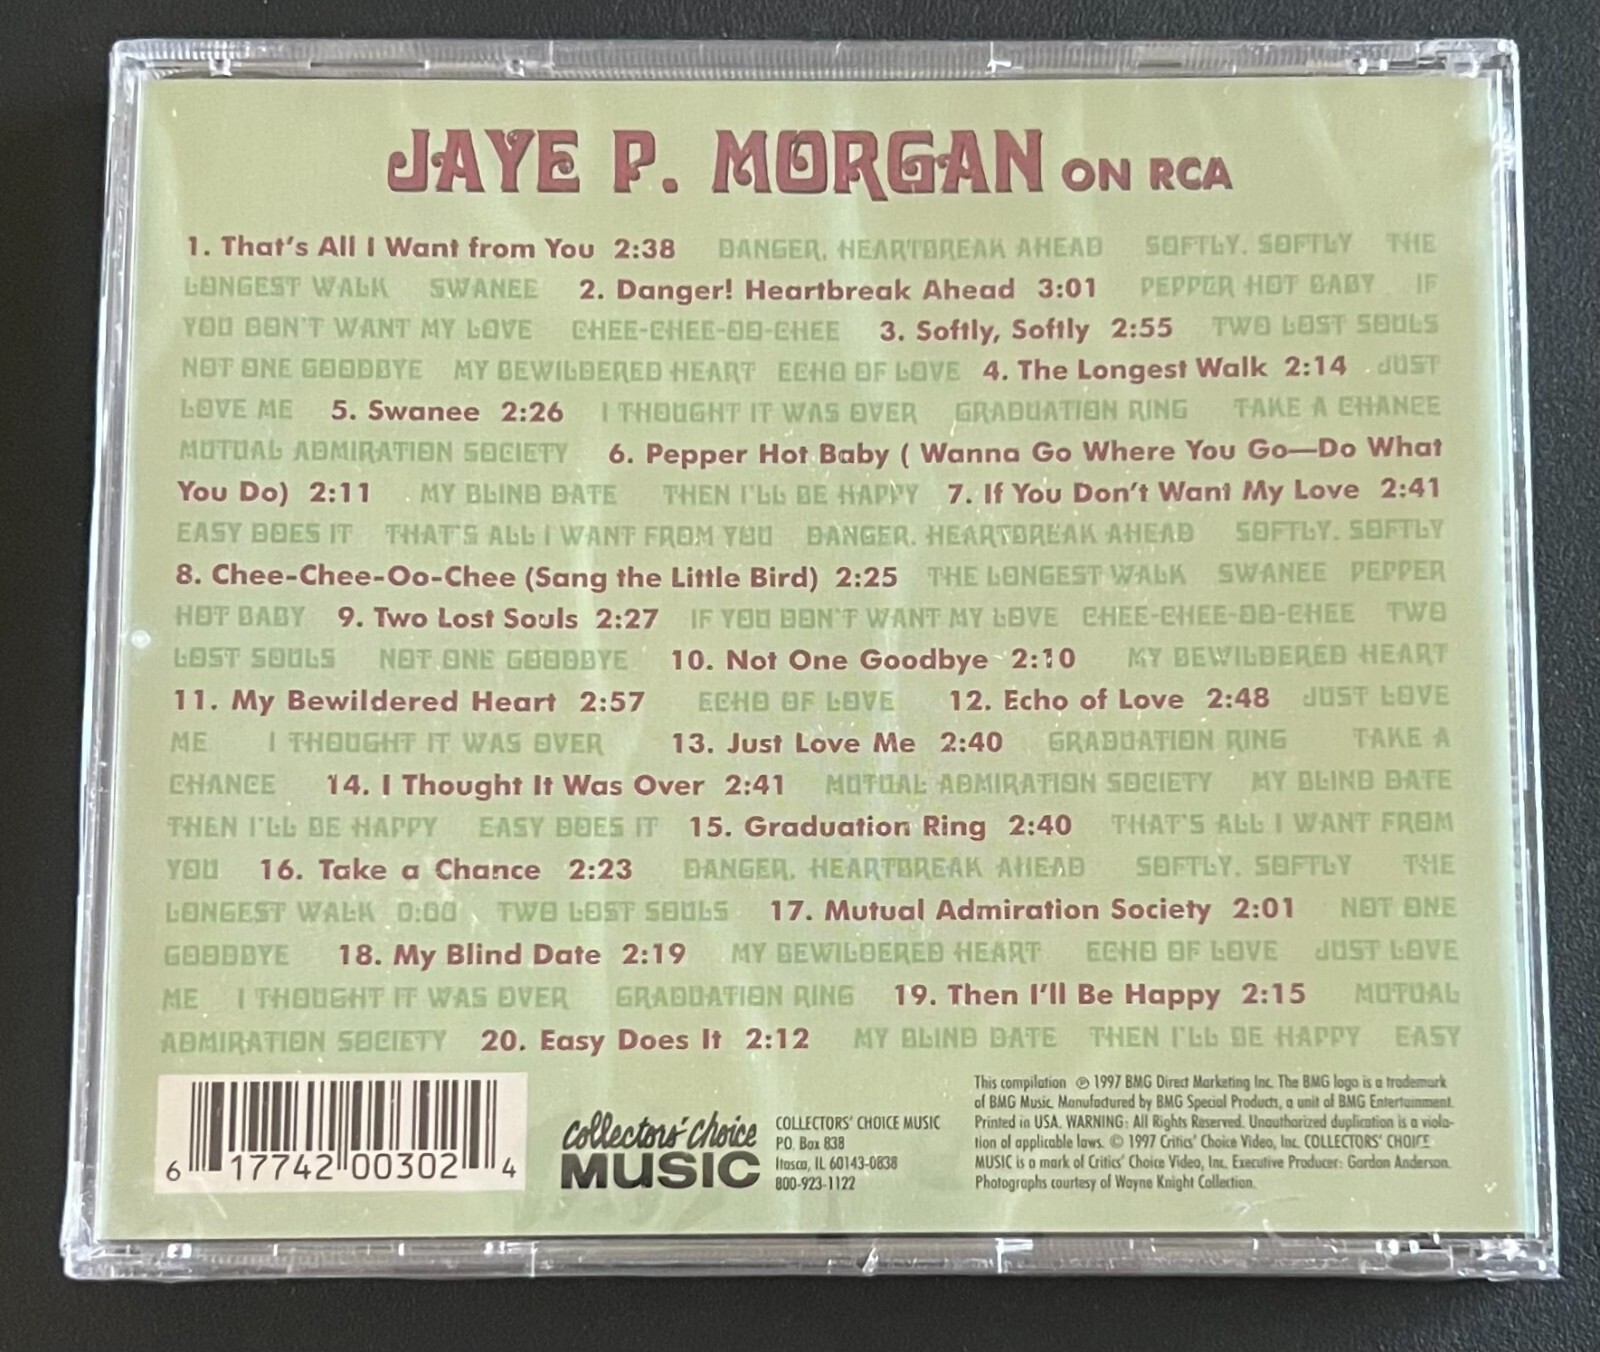 JAYE P. MORGAN ON RCA
1. That's All I Want from You 2:38 DANGER, HEARTBREAK AHEAD SOFTLY, SOFTLY THE
LONGEST WALK SWANEE 2. Danger! Heartbreak Ahead 3:01 PEPPER HOT BABY IF
YOU DON'T WANT MY LOVE CHEE-CHEE-OO-CHEE 3. Softly, Softly 2:55 TWO LOST SOULS
NOT ONE GOODBYE MY BEWILDERED HEART ECHO OF LOVE 4. The Longest Walk 2:14 JUST
LOVE ME 5. Swanee 2:26 I THOUGHT IT WAS OVER GRADUATION RING TAKE A CHANCE
MUTUAL ADMIRATION SOCIETY 6. Pepper Hot Baby ( Wanna Go Where You Go—Do What
You Do) 2:11 MY BLIND DATE THEN I'LL BE HAPPY 7. If You Don't Want My Love 2:41
EASY DOES IT THAT'S ALL I WANT FROM YOU DANGER, HEARTBREAK AHEAD SOFTLY, SOFTLY
8. Chee-Chee-Oo-Chee (Sang the Little Bird) 2:25 THE LONGEST WALK SWANEE PEPPER
HOT BABY 9. Two Lost Souls 2:27 IF YOU DON'T WANT MY LOVE CHEE-CHEE-OO-CHEE TWO
LOST SOULS NOT ONE GOODBYE 10. Not One Goodbye 2:10 MY BEWILDERED HEART
11. My Bewildered Heart 2:57 ECHO OF LOVE 12. Echo of Love 2:48 JUST LOVE
ME I THOUGHT IT WAS OVER 13. Just Love Me 2:40 GRADUATION RING TAKE A
CHANCE 14. I Thought It Was Over 2:41 MUTUAL ADMIRATION SOCIETY MY BLIND DATE
THEN I'LL BE HAPPY EASY DOES IT 15. Graduation Ring 2:40 THAT'S ALL I WANT FROM
YOU 16. Take a Chance 2:23 DANGER, HEARTBREAK AHEAD SOFTLY, SOFTLY THE
LONGEST WALK 0:00 TWO LOST SOULS 17. Mutual Admiration Society 2:01 NOT ONE
GOODBYE 18. My Blind Date 2:19 MY BEWILDERED HEART ECHO OF LOVE JUST LOVE
ME I THOUGHT IT WAS OVER GRADUATION RING 19. Then I'll Be Happy 2:15 MUTUAL
ADMIRATION SOCIETY 20. Easy Does It 2:12 MY BLIND DATE THEN I'LL BE HAPPY EASY
6 17742 00302 4
collectors' choice
MUSIC
COLLECTORS' CHOICE MUSIC
P.O. Box 838
Itasca, IL 60143-0838
800-923-1122
This compilation ℗ 1997 BMG Direct Marketing Inc. The BMG logo is a trademark
of BMG Music. Manufactured by BMG Special Products, a unit of BMG Entertainment.
Printed in USA. WARNING: All Rights Reserved. Unauthorized duplication is a viola-
tion of applicable laws. © 1997 Critics' Choice Video, Inc. COLLECTORS' CHOICE
MUSIC is a mark of Critics' Choice Video, Inc. Executive Producer: Gordon Anderson.
Photographs courtesy of Wayne Knight Collection.